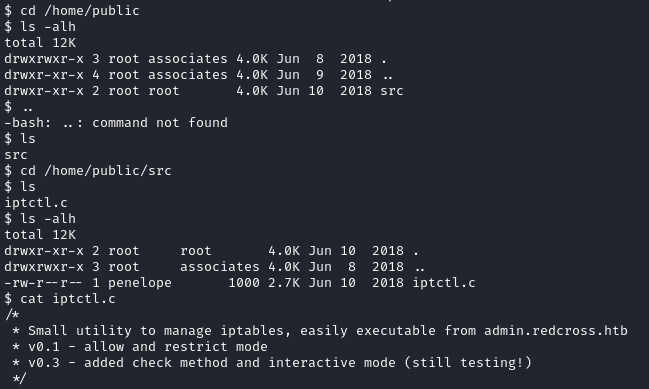 $ cd /home/public
$ ls -alh
total 12K
drwxrwxr-x 3 root associates 4.0K Jun  8  2018 .
drwxr-xr-x 4 root associates 4.0K Jun  9  2018 ..
drwxr-xr-x 2 root root       4.0K Jun 10  2018 src
$ ..
-bash: ..: command not found
$ ls
src
$ cd /home/public/src
$ ls
iptctl.c
$ ls -alh
total 12K
drwxr-xr-x 2 root     root       4.0K Jun 10  2018 .
drwxrwxr-x 3 root     associates 4.0K Jun  8  2018 ..
-rw-r--r-- 1 penelope       1000 2.7K Jun 10  2018 iptctl.c
$ cat iptctl.c
/*
 * Small utility to manage iptables, easily executable from admin.redcross.htb
 * v0.1 - allow and restrict mode
 * v0.3 - added check method and interactive mode (still testing!)
 */